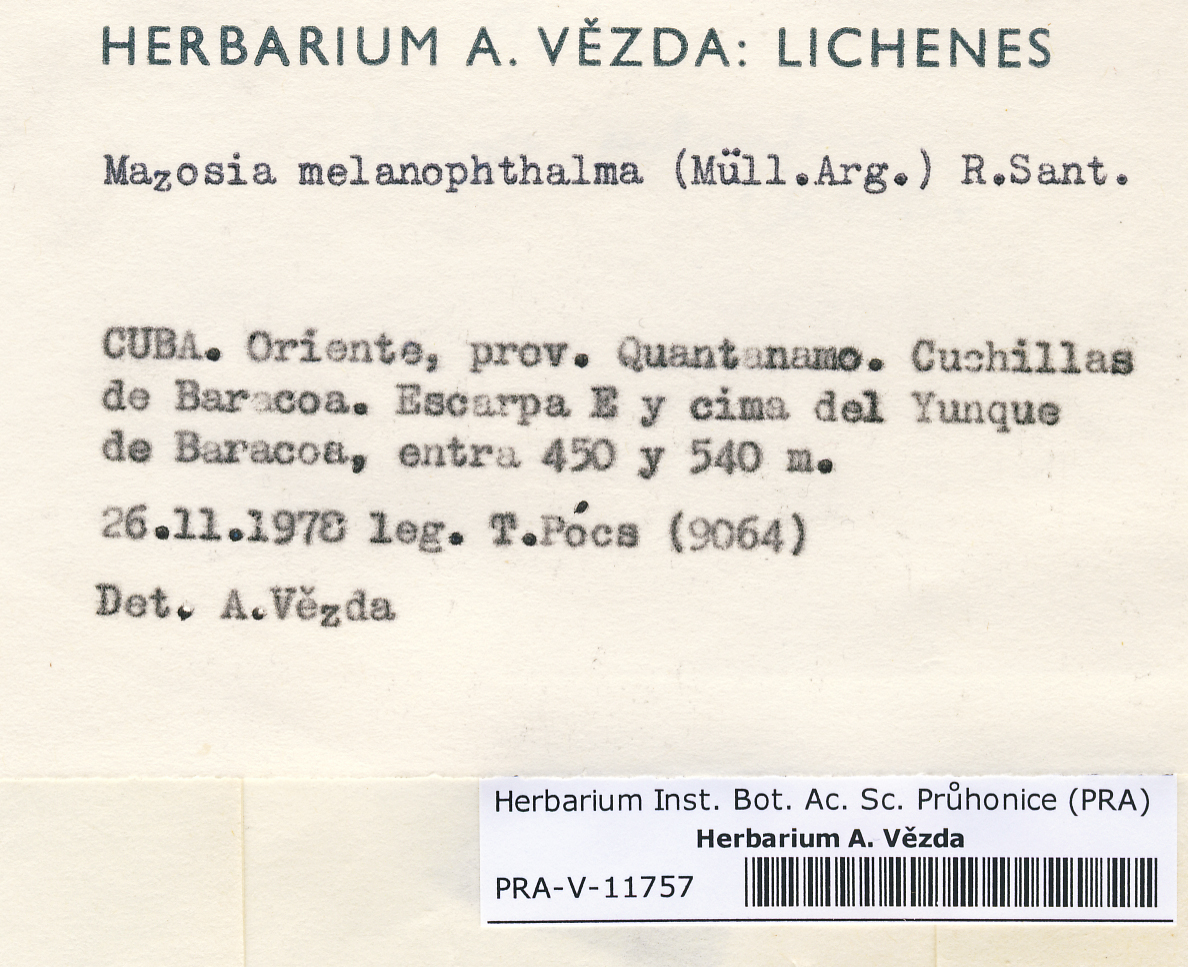 HERBARIUM A. VĚZDA: LICHENES
Mazosia melanophthalma (Müll.Arg.) R.Sant.
CUBA. Oriente, prov. Quantanamo. Cuchillas
de Baracoa. Escarpa E y cima del Yunque
de Baracoa, entra 450 y 540 m.
26.11.1978 leg. T.Pócs (9064)
Det. A.Vězda
Herbarium Inst. Bot. Ac. Sc. Průhonice (PRA)
Herbarium A. Vězda
PRA-V-11757